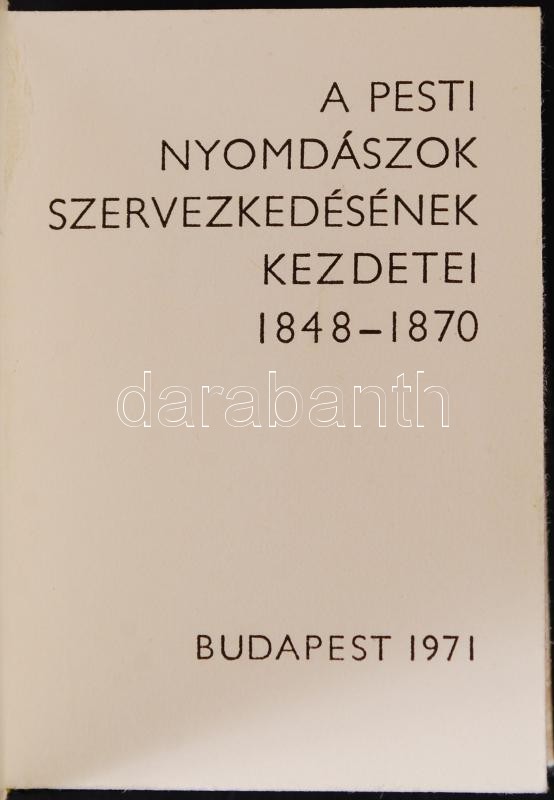 A PESTI
NYOMDÁSZOK
SZERVEZKEDÉSÉNEK
KEZDETEI
1848–1870
darabanth
BUDAPEST 1971